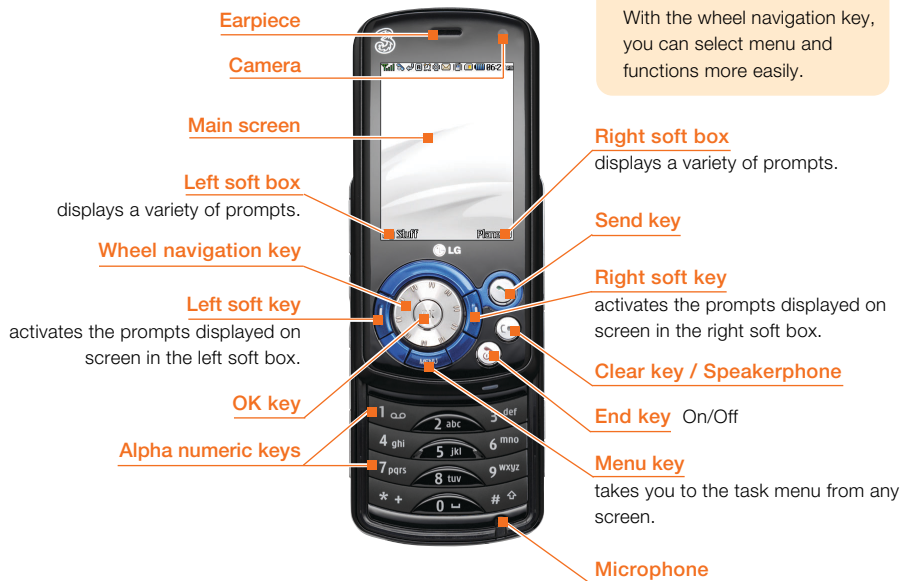 With the wheel navigation key,
you can select menu and
functions more easily.
Earpiece
Camera
Main screen
Left soft box
displays a variety of prompts.
Wheel navigation key
Left soft key
activates the prompts displayed on
screen in the left soft box.
OK key
Alpha numeric keys
Right soft box
displays a variety of prompts.
Send key
Right soft key
activates the prompts displayed on
screen in the right soft box.
Clear key / Speakerphone
End key On/Off
Menu key
takes you to the task menu from any
screen.
Microphone
3
Stuff
LG
MENU
1
2 abc
3 def
4 ghi
5 jkl
6 mno
7 pqrs
8 tuv
9 wxyz
* +
0
#